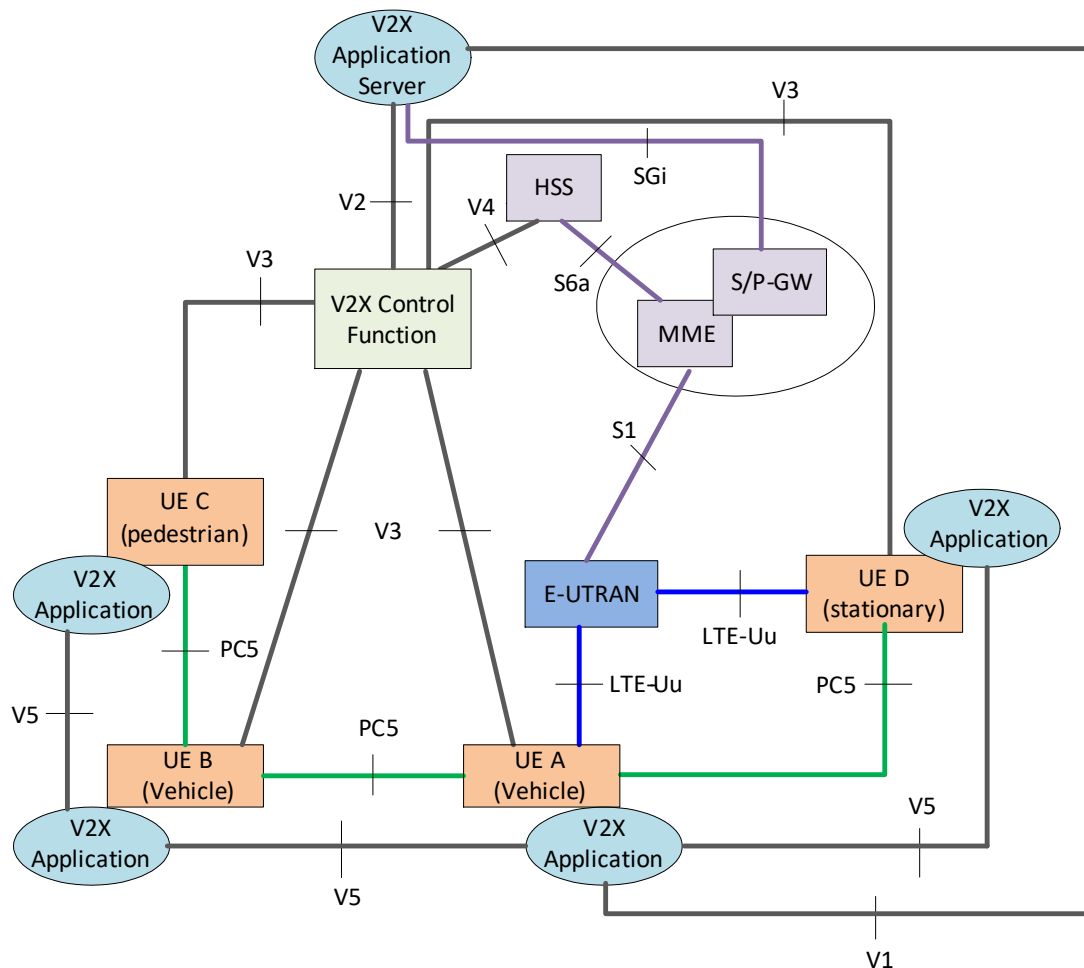 V2X
Application
Server
V3
SGi
HSS
V2
V4
V3
S6a
S/P-GW
V2X Control
Function
MME
S1
UE C
(pedestrian)
V2X
Application
V3
V2X
Application
E-UTRAN
UE D
(stationary)
LTE-Uu
PC5
LTE-Uu
PC5
V5
PC5
UE B
(Vehicle)
UE A
(Vehicle)
V2X
Application
V2X
Application
V5
V5
V1